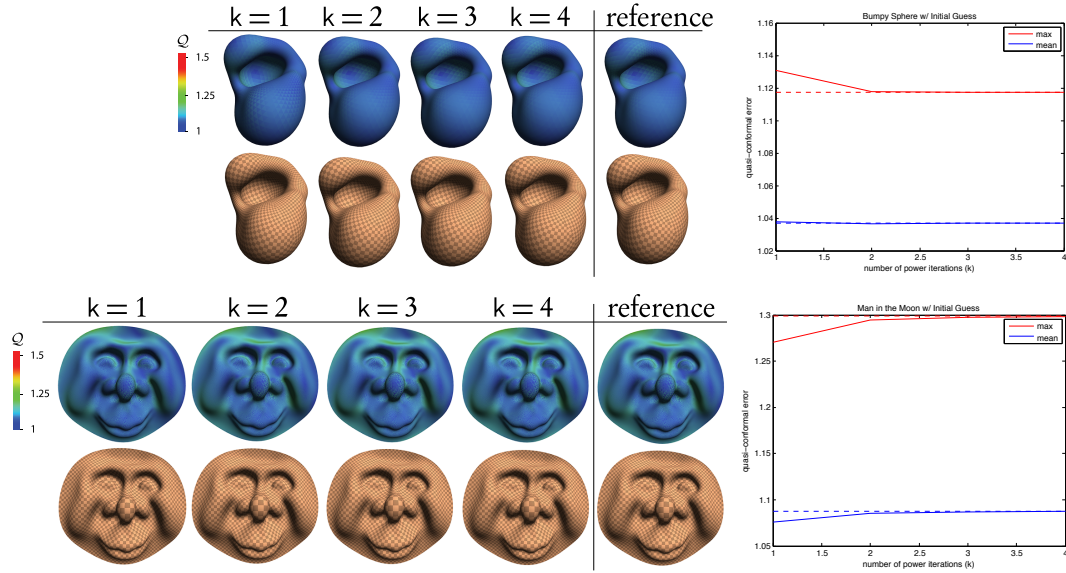 k = 1 k = 2 k = 3 k = 4 reference
Q
1.5
1.25
1
Bumpy Sphere w/ Initial Guess
max
mean
1.16
1.14
1.12
1.1
1.08
1.06
1.04
1.02
quasi-conformal error
1 1.5 2 2.5 3 3.5 4
number of power iterations (k)
k = 1 k = 2 k = 3 k = 4 reference
Q
1.5
1.25
1
Man in the Moon w/ Initial Guess
max
mean
1.3
1.25
1.2
1.15
1.1
1.05
quasi-conformal error
1 1.5 2 2.5 3 3.5 4
number of power iterations (k)